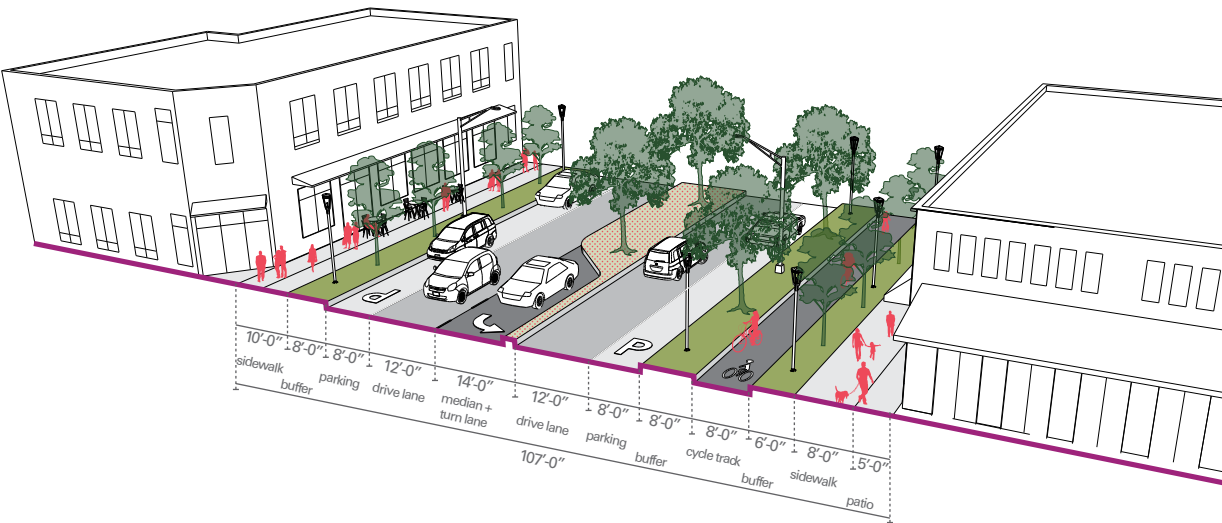 P
P
10’-0”
8’-0”
8’-0”
12’-0”
14’-0”
12’-0”
8’-0”
8’-0”
8’-0”
6’-0”
8’-0”
5’-0”
sidewalk
buffer
parking
drive lane
median +
turn lane
drive lane
parking
buffer
cycle track
buffer
sidewalk
patio
107’-0”